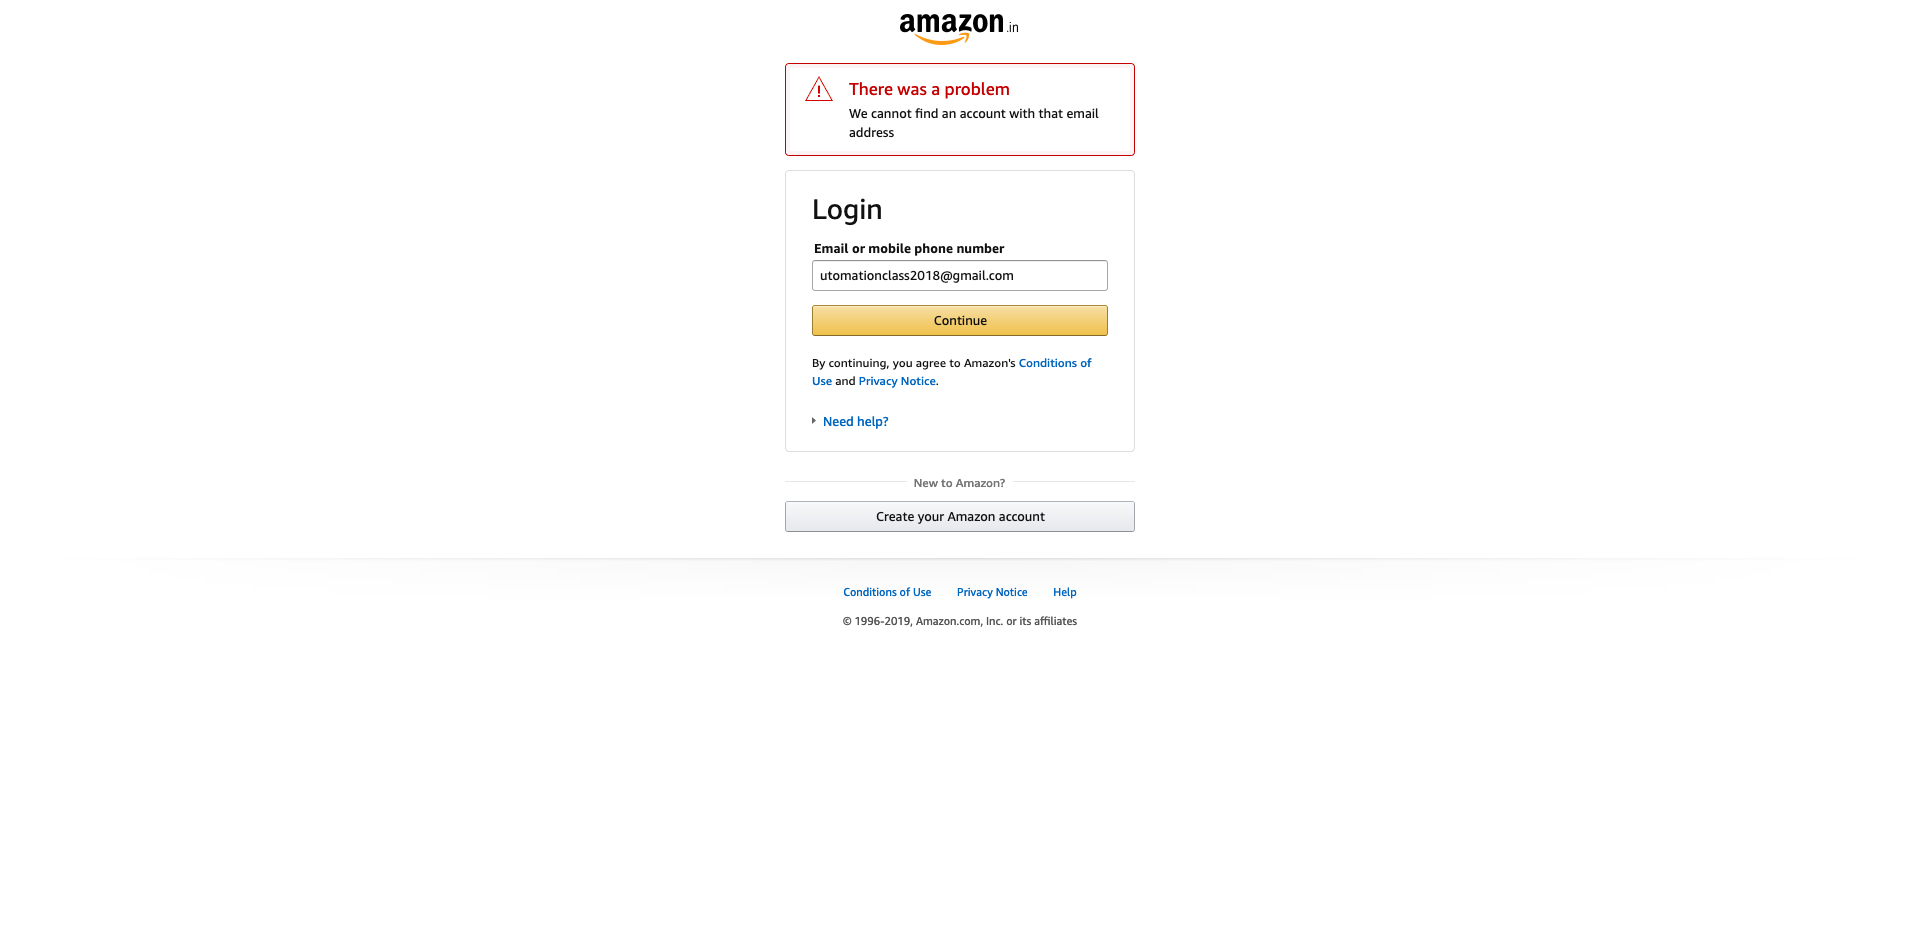 amazon.in
There was a problem
We cannot find an account with that email
address
Login
Email or mobile phone number
utomationclass2018@gmail.com
Continue
By continuing, you agree to Amazon's Conditions of
Use and Privacy Notice.
Need help?
New to Amazon?
Create your Amazon account
Conditions of Use Privacy Notice Help
© 1996-2019, Amazon.com, Inc. or its affiliates